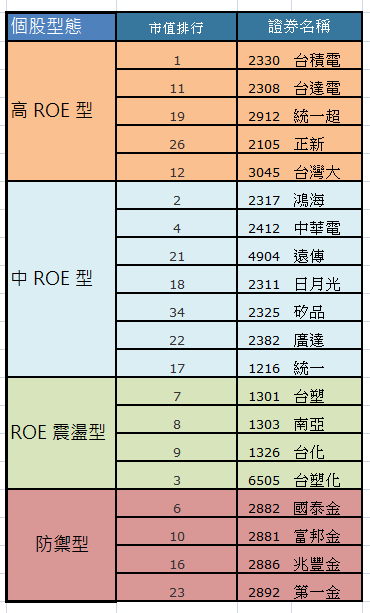 個股型態 市值排行 證券名稱
高 ROE 型
1 2330 台積電
11 2308 台達電
19 2912 統一超
26 2105 正新
12 3045 台灣大
中 ROE 型
2 2317 鴻海
4 2412 中華電
21 4904 遠傳
18 2311 日月光
34 2325 矽品
22 2382 廣達
17 1216 統一
ROE 震盪型
7 1301 台塑
8 1303 南亞
9 1326 台化
3 6505 台塑化
防禦型
6 2882 國泰金
10 2881 富邦金
16 2886 兆豐金
23 2892 第一金